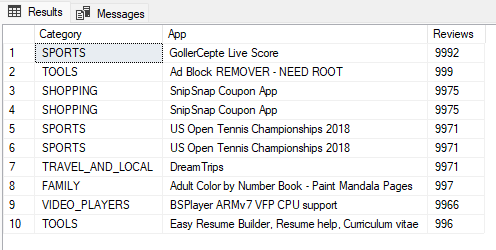 Results Messages
Category App Reviews
1 SPORTS GollerCepte Live Score 9992
2 TOOLS Ad Block REMOVER - NEED ROOT 999
3 SHOPPING SnipSnap Coupon App 9975
4 SHOPPING SnipSnap Coupon App 9975
5 SPORTS US Open Tennis Championships 2018 9971
6 SPORTS US Open Tennis Championships 2018 9971
7 TRAVEL_AND_LOCAL DreamTrips 9971
8 FAMILY Adult Color by Number Book - Paint Mandala Pages 997
9 VIDEO_PLAYERS BSPlayer ARMv7 VFP CPU support 9966
10 TOOLS Easy Resume Builder, Resume help, Curriculum vitae 996